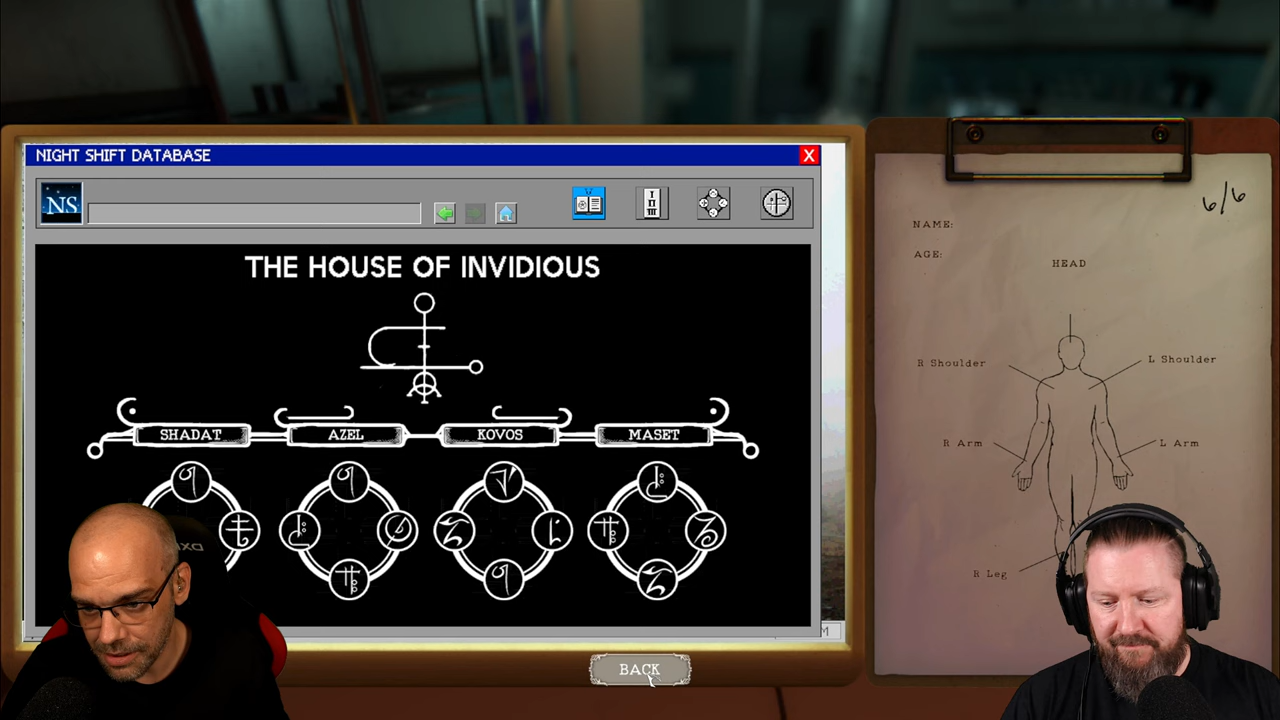 NIGHT SHIFT DATABASE
X
NS
THE HOUSE OF INVIDIOUS
SHADAT
AZEL
KOVOS
MASET
BACK
6/6
NAME:
AGE:
HEAD
R Shoulder
L Shoulder
R Arm
L Arm
R Leg